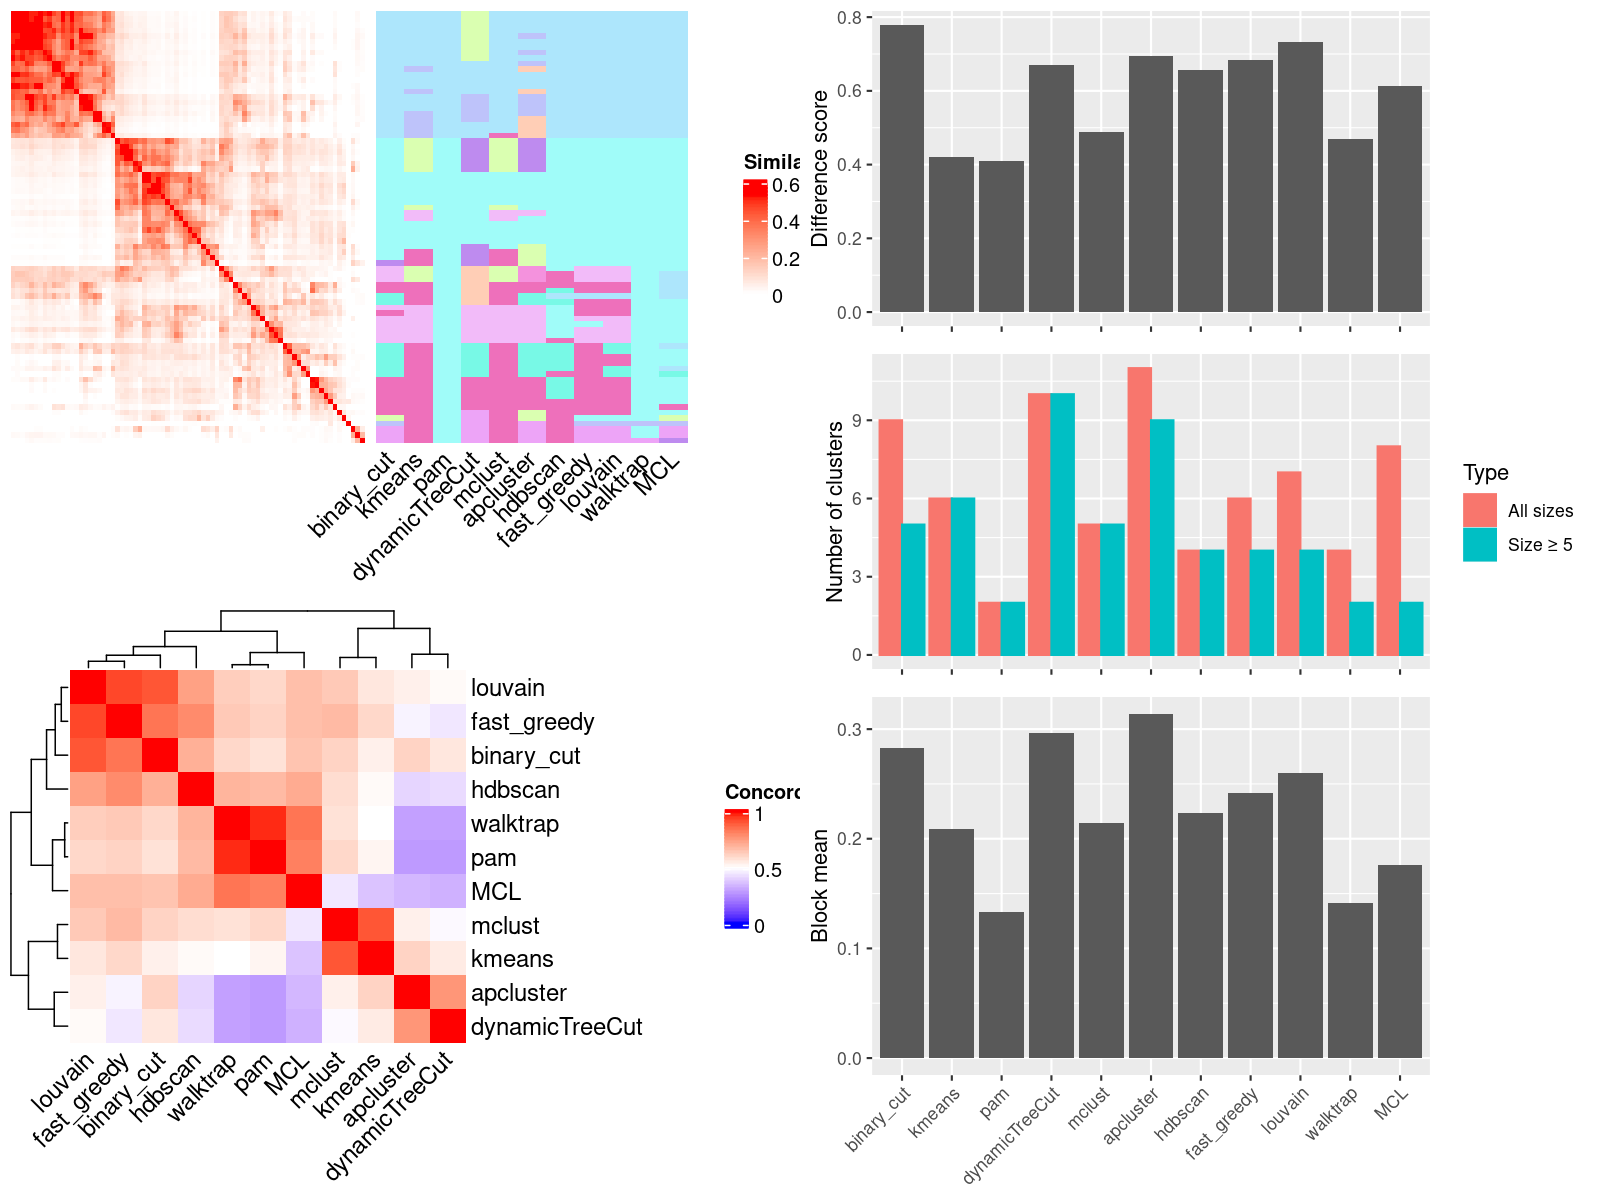 Simila
0.6
0.4
0.2
0
binary_cut
kmeans
pam
dynamicTreeCut
mclust
apcluster
hdbscan
fast_greedy
louvain
walktrap
MCL
Difference score
0.8
0.6
0.4
0.2
0.0
Number of clusters
9
6
3
0
Type
All sizes
Size ≥ 5
louvain
fast_greedy
binary_cut
hdbscan
walktrap
pam
MCL
mclust
kmeans
apcluster
dynamicTreeCut
louvain
fast_greedy
binary_cut
hdbscan
walktrap
pam
MCL
mclust
kmeans
apcluster
dynamicTreeCut
Concord
1
0.5
0
Block mean
0.3
0.2
0.1
0.0
binary_cut
kmeans
pam
dynamicTreeCut
mclust
apcluster
hdbscan
fast_greedy
louvain
walktrap
MCL